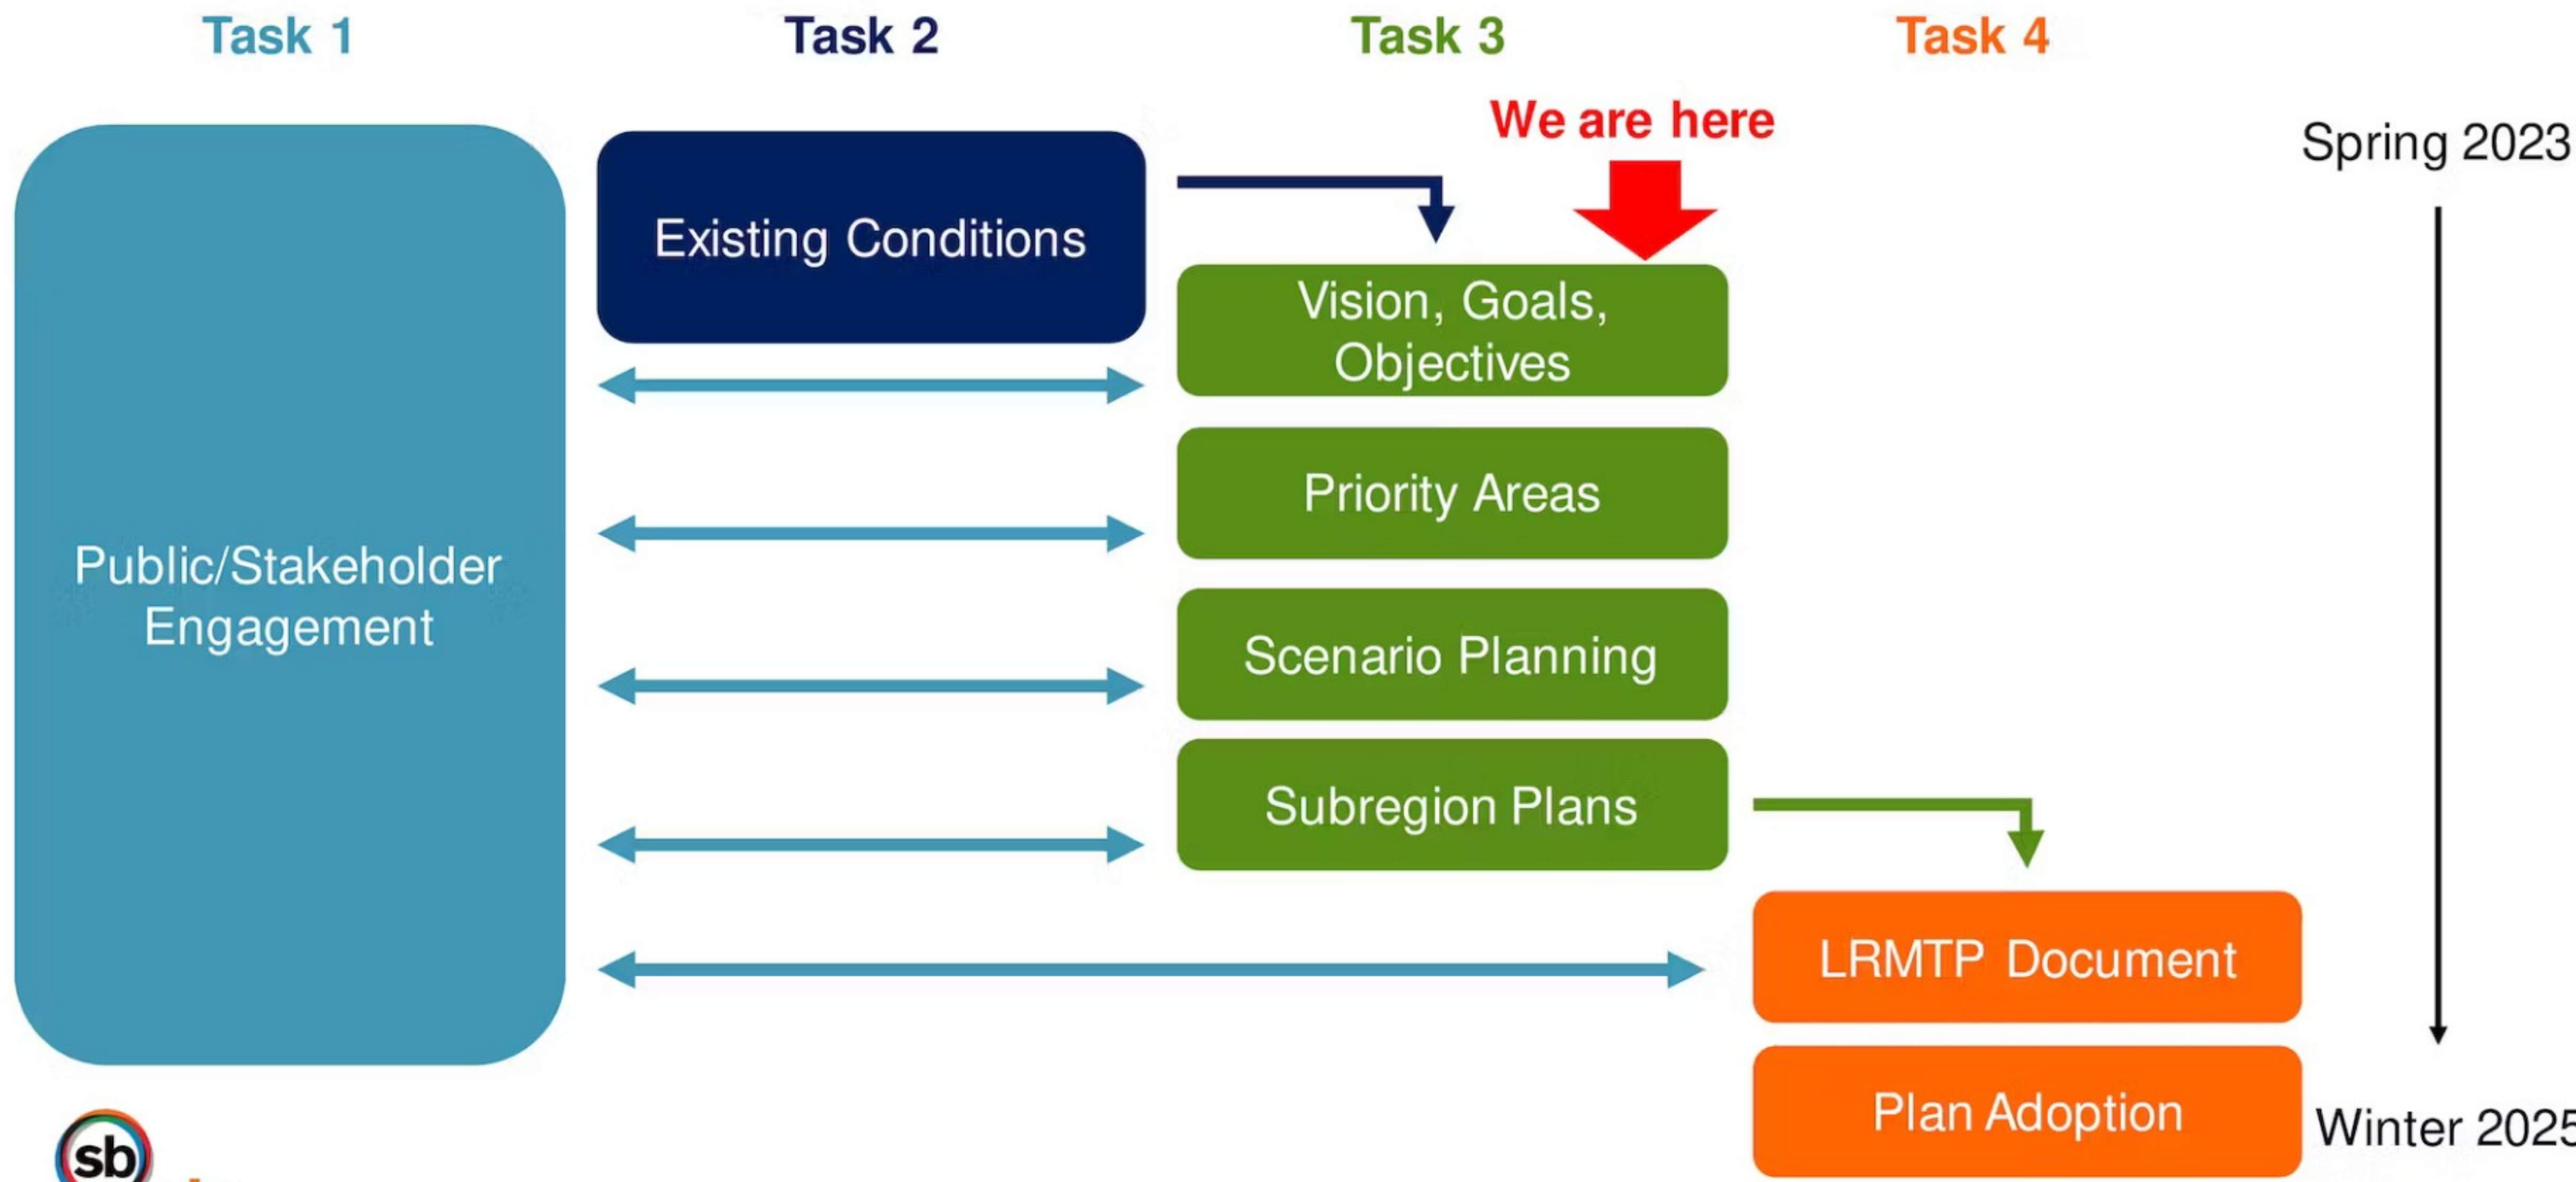 Task 1
Task 2
Task 3
Task 4
We are here
Spring 2023
Existing Conditions
Vision, Goals,
Objectives
Priority Areas
Public/Stakeholder
Engagement
Scenario Planning
Subregion Plans
LRMTP Document
Plan Adoption
Winter 2025
sb